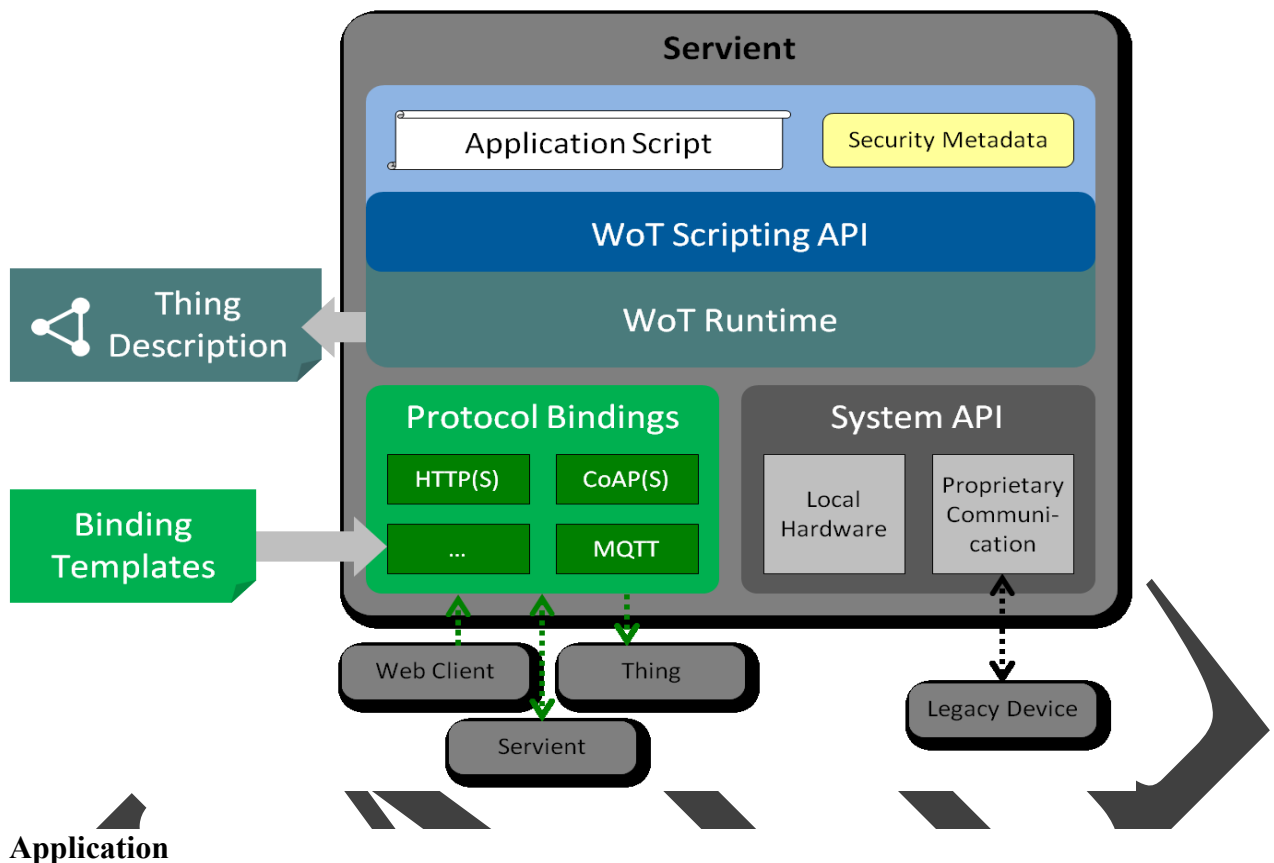 Servient
Application Script
Security Metadata
WoT Scripting API
Thing
Description
WoT Runtime
Protocol Bindings
System API
HTTP(S)
CoAP(S)
...
MQTT
Local
Hardware
Proprietary
Communi-
cation
Binding
Templates
Web Client
Thing
Servient
Legacy Device
Application